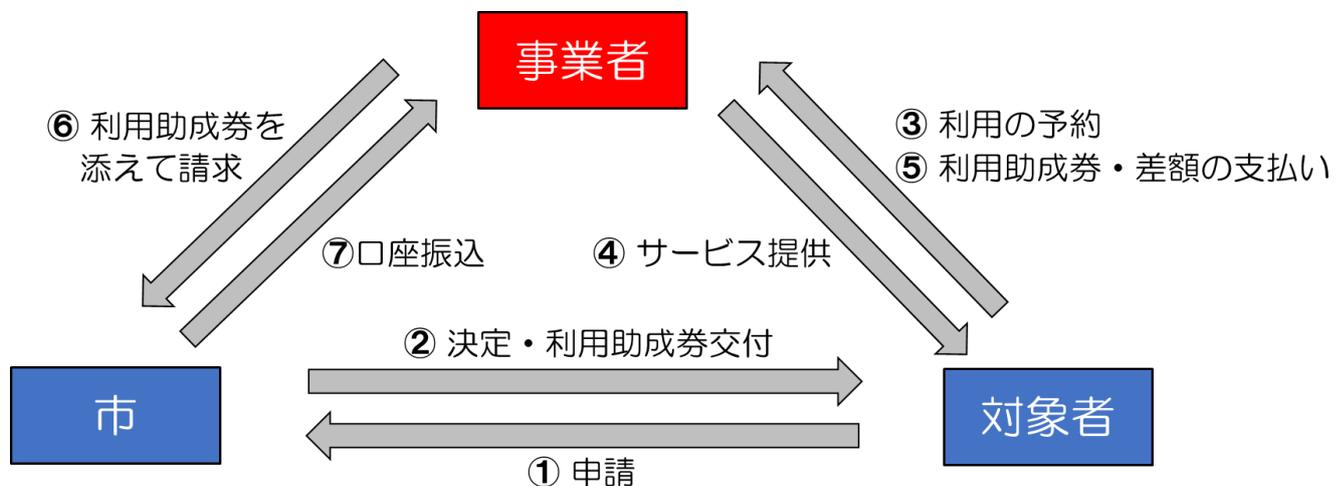 事業者
⑥ 利用助成券を
添えて請求
③ 利用の予約
⑤ 利用助成券・差額の支払い
⑦口座振込
④ サービス提供
② 決定・利用助成券交付
市
対象者
① 申請